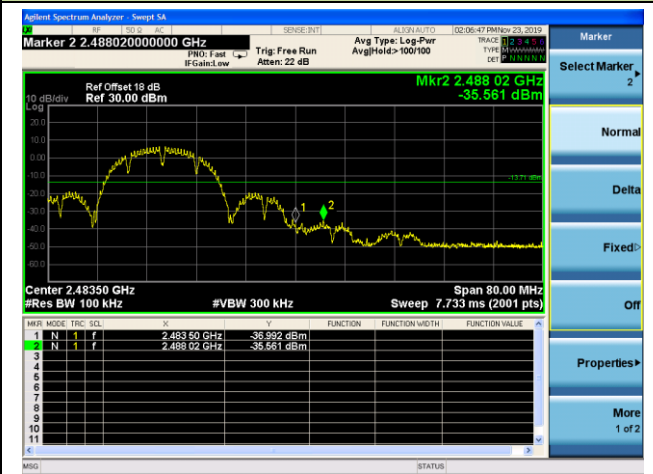 Agilent Spectrum Analyzer - Swept SA
RF 50 Ω AC SENSE:INT ALIGN AUTO 02:06:47 PM Nov 23, 2019
Marker 2 2.488020000000 GHz
PNO: Fast
IFGain:Low
Trig: Free Run
Atten: 22 dB
Avg Type: Log-Pwr
Avg|Hold:>100/100
TRACE 1 2 3 4 5 6
TYPE
DET P N N N N N
Mkr2 2.488 02 GHz
-35.561 dBm
Ref Offset 18 dB
10 dB/div Ref 30.00 dBm
Log
20.0
10.0
0.00
-10.0
-20.0
-30.0
-40.0
-50.0
-60.0
-13.71 dBm
1
2
Center 2.48350 GHz Span 80.00 MHz
#Res BW 100 kHz #VBW 300 kHz Sweep 7.733 ms (2001 pts)
MKR MODE TRC SCL X Y FUNCTION FUNCTION WIDTH FUNCTION VALUE
1 N 1 f 2.483 50 GHz -36.992 dBm
2 N 1 f 2.488 02 GHz -35.561 dBm
3
4
5
6
7
8
9
10
11
MSG STATUS
Marker
Select Marker
2
Normal
Delta
Fixed
Off
Properties
More
1 of 2